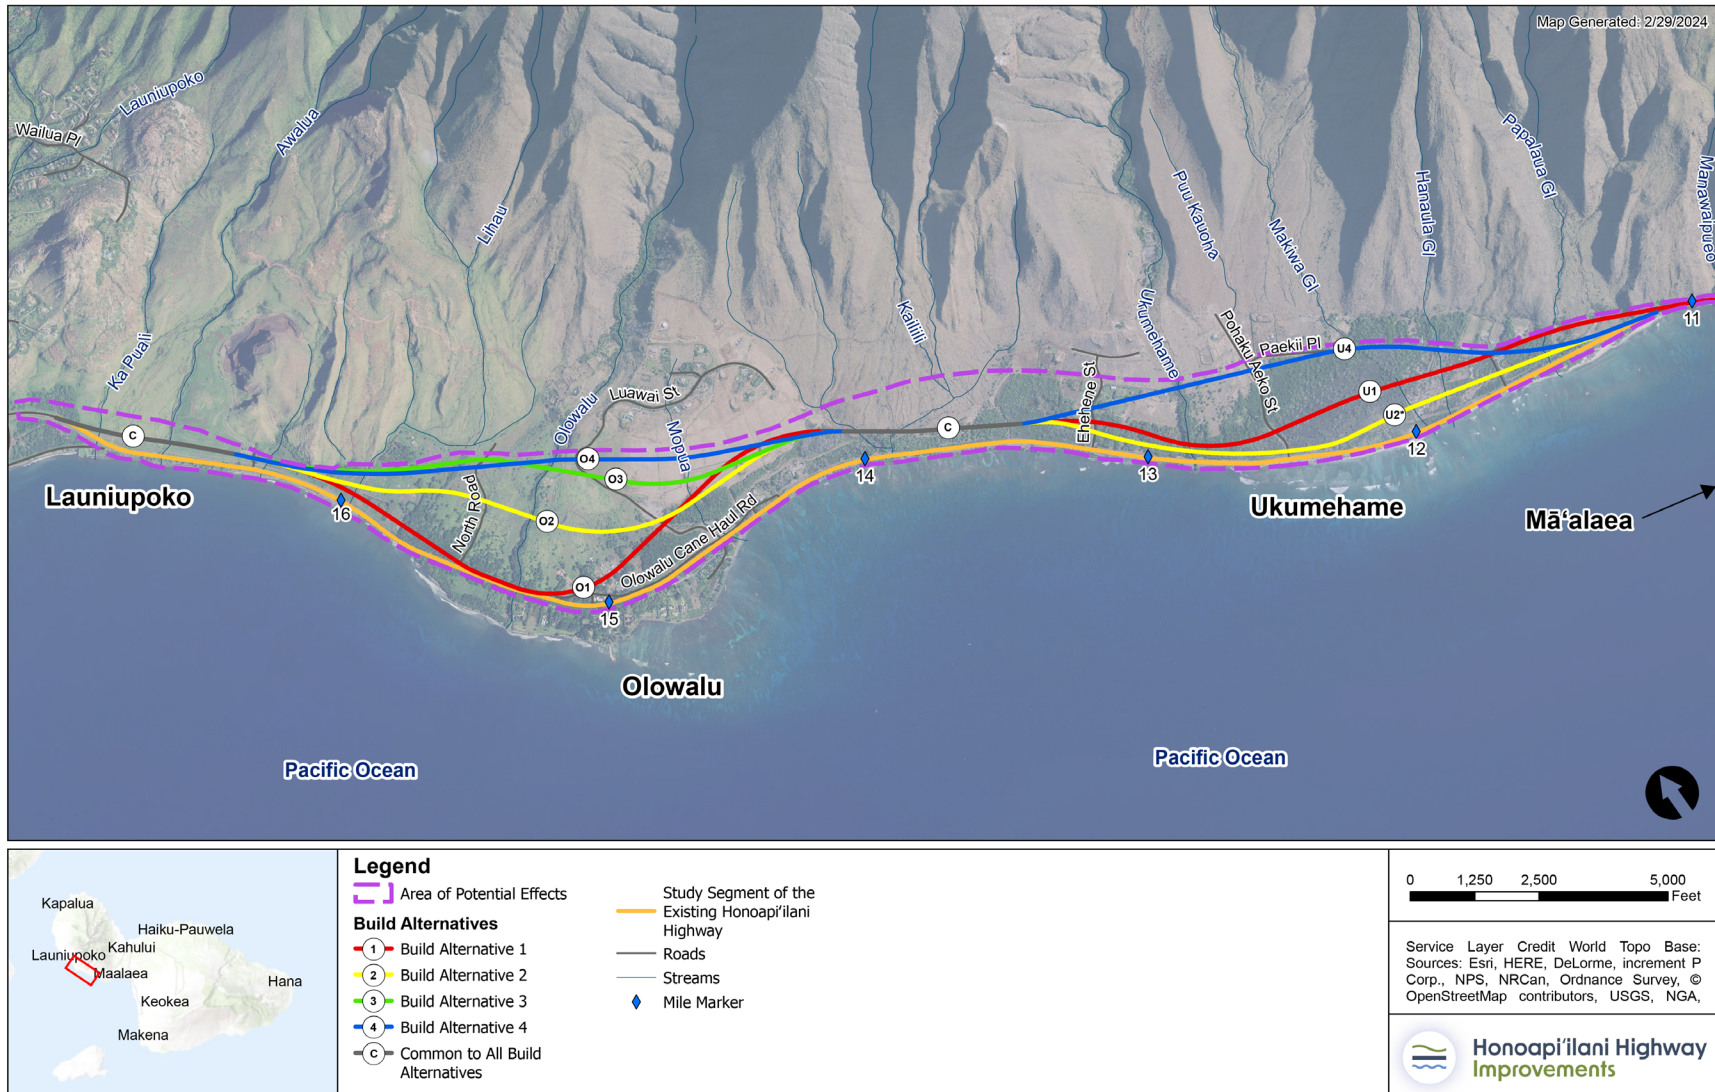 Map Generated: 2/29/2024
Launiupoko
Wailua Pl
Awalua
Lihau
Ka Puali
Olowalu
Luawai St
Mopua
Kailili
Ukumehame
Puu Kauoha
Makiwa Gl
Hanaula Gl
Papalaua Gl
Manawaipueo
Pohaku Aeko St
Paekii Pl
Ehehene St
North Road
Olowalu Cane Haul Rd
C
O4
O3
O2
O1
C
U4
U1
U2*
11
12
13
14
15
16
Launiupoko
Olowalu
Ukumehame
Māʻalaea
Pacific Ocean
Pacific Ocean
Kapalua
Haiku-Pauwela
Kahului
Launiupoko
Maalaea
Hana
Keokea
Makena
Legend
Area of Potential Effects
Build Alternatives
1 Build Alternative 1
2 Build Alternative 2
3 Build Alternative 3
4 Build Alternative 4
C Common to All Build
Alternatives
Study Segment of the
Existing Honoapiʻilani
Highway
Roads
Streams
Mile Marker
0 1,250 2,500 5,000
Feet
Service Layer Credit World Topo Base:
Sources: Esri, HERE, DeLorme, increment P
Corp., NPS, NRCan, Ordnance Survey, ©
OpenStreetMap contributors, USGS, NGA,
Honoapiʻilani Highway
Improvements